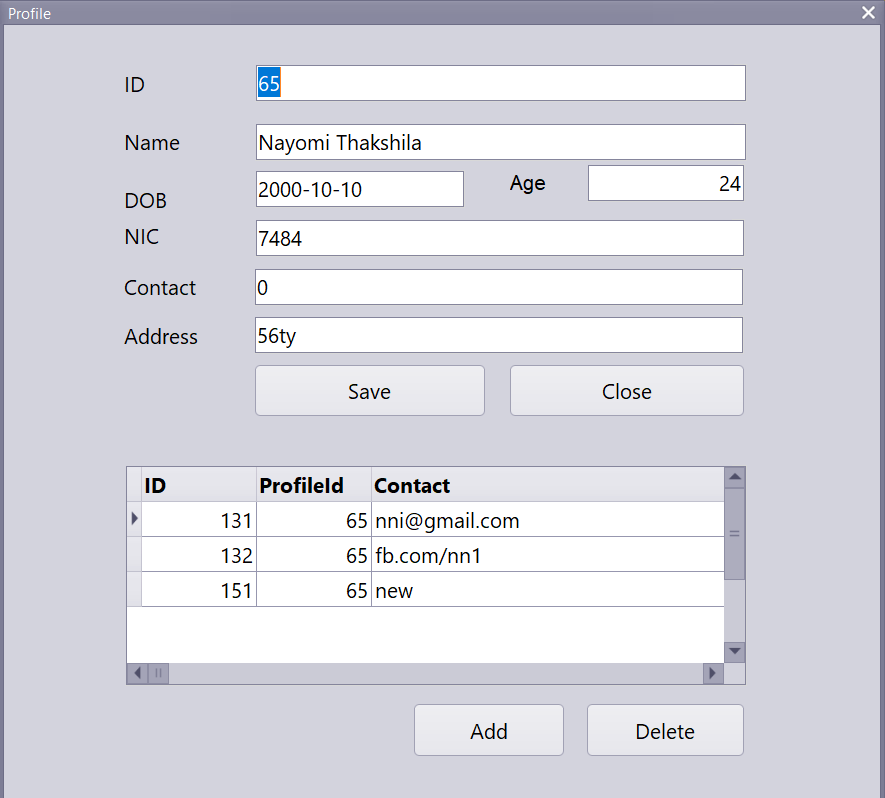 Profile
ID 65
Name Nayomi Thakshila
DOB 2000-10-10 Age 24
NIC 7484
Contact 0
Address 56ty
Save Close
ID ProfileId Contact
131 65 nni@gmail.com
132 65 fb.com/nn1
151 65 new
Add Delete